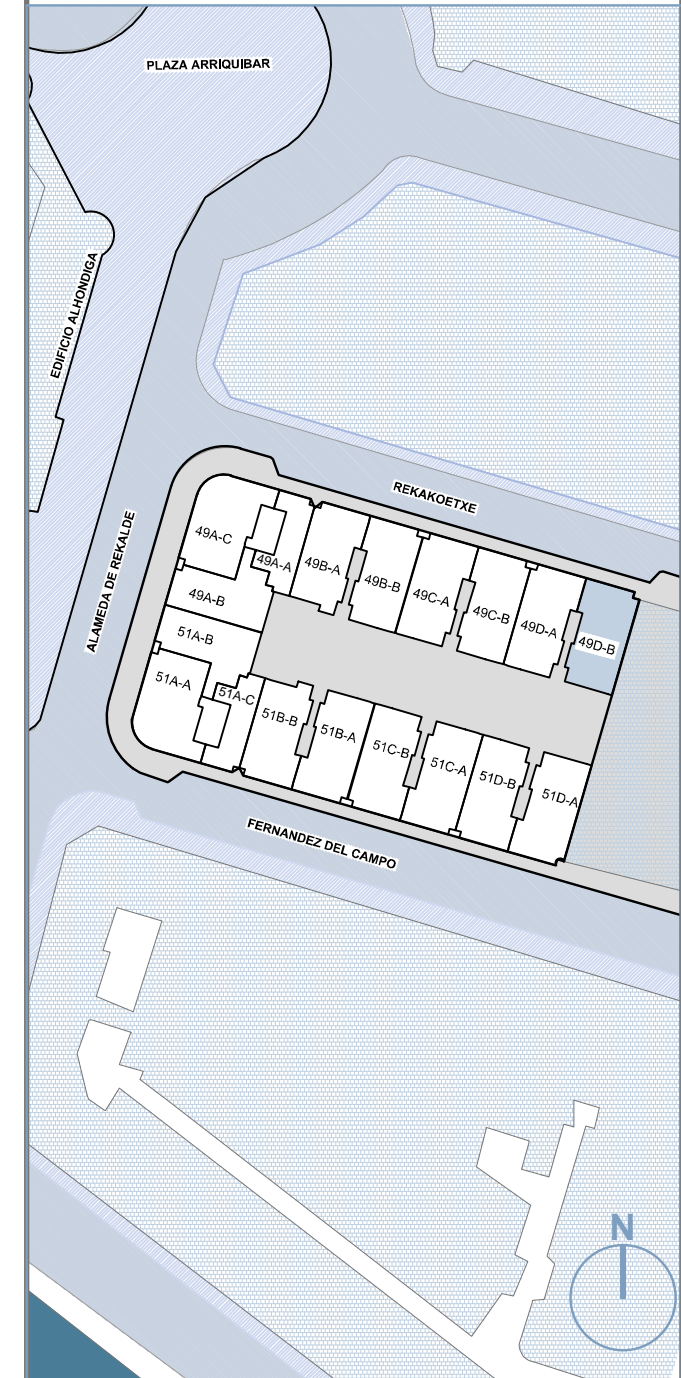 PLAZA ARRIQUIBAR
EDIFICIO ALHONDIGA
REKAKOETXE
ALAMEDA DE REKALDE
49A-C
49A-A
49B-A
49B-B
49C-A
49C-B
49D-A
49D-B
49A-B
51A-B
51A-A
51A-C
51B-B
51B-A
51C-B
51C-A
51D-B
51D-A
FERNANDEZ DEL CAMPO
N